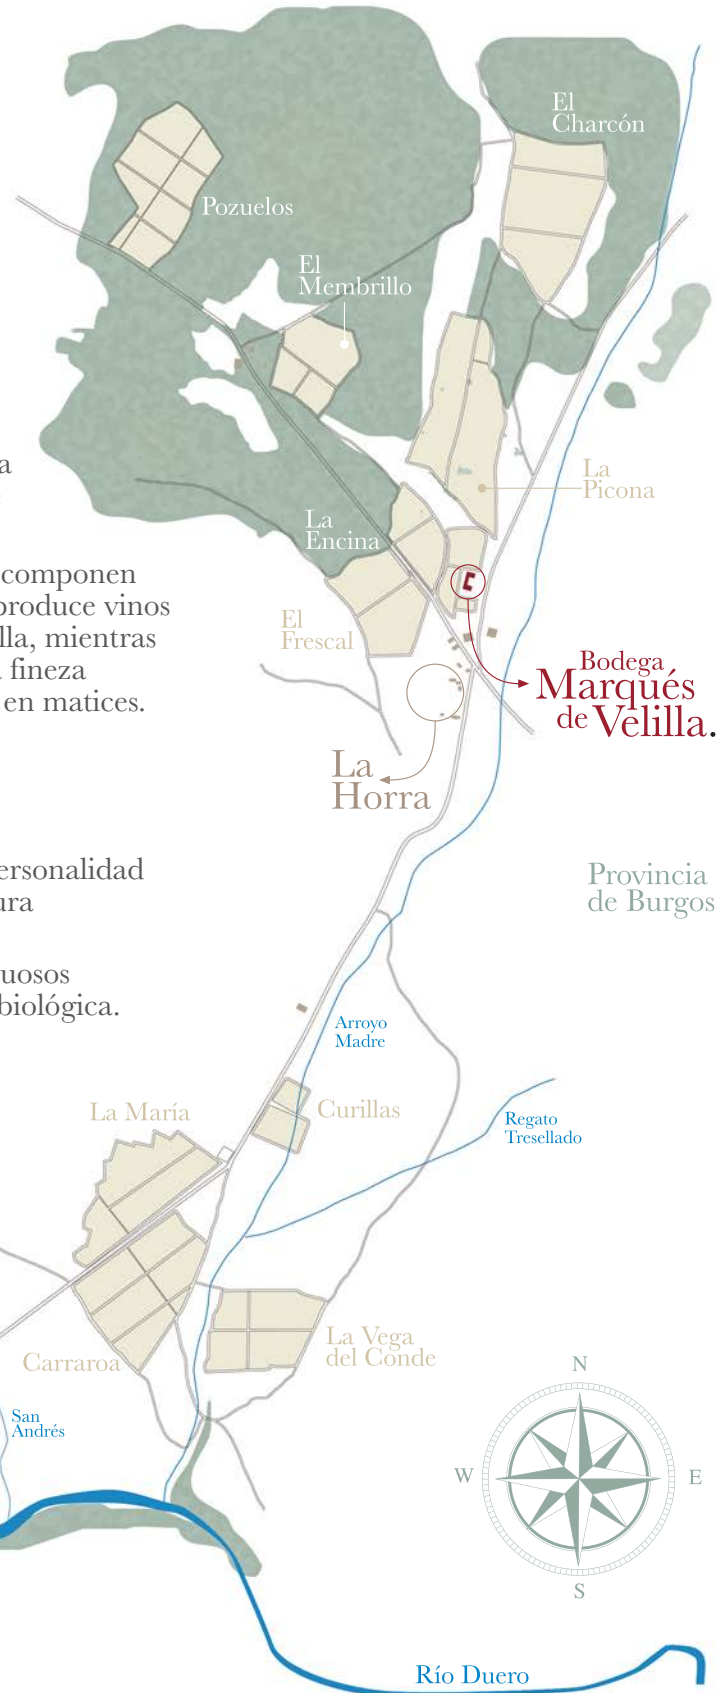 El
Charcón
Pozuelos
El
Membrillo
a
La
Picona
La
Encina
componen
produce vinos
illa, mientras
a fineza
en matices.
El
Frescal
Bodega
Marqués
de Velilla.
La
Horra
ersonalidad
ura
Provincia
de Burgos
uosos
biológica.
Arroyo
Madre
La María
Curillas
Regato
Tresellado
Carraroa
La Vega
del Conde
San
Andrés
N
W
E
S
Río Duero